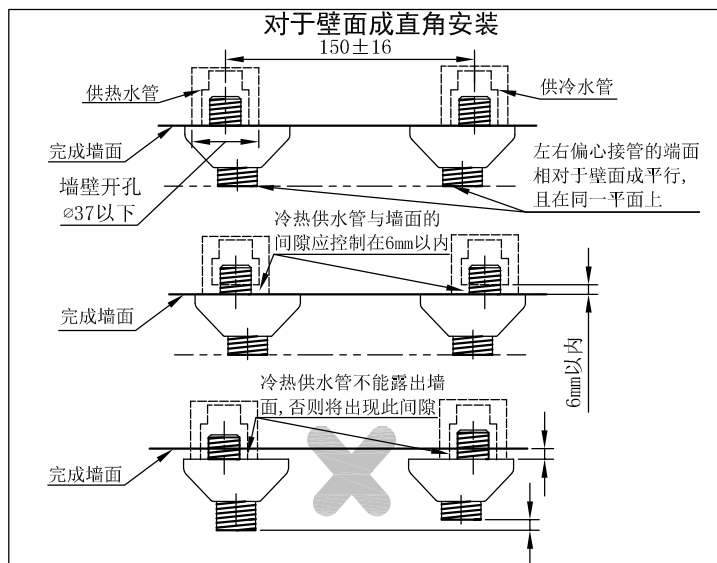 对于壁面成直角安装
150±16
供热水管
供冷水管
完成墙面
墙壁开孔
⌀37以下
左右偏心接管的端面
相对于壁面成平行,
且在同一平面上
冷热供水管与墙面的
间隙应控制在6mm以内
完成墙面
6mm以内
冷热供水管不能露出墙
面,否则将出现此间隙
完成墙面